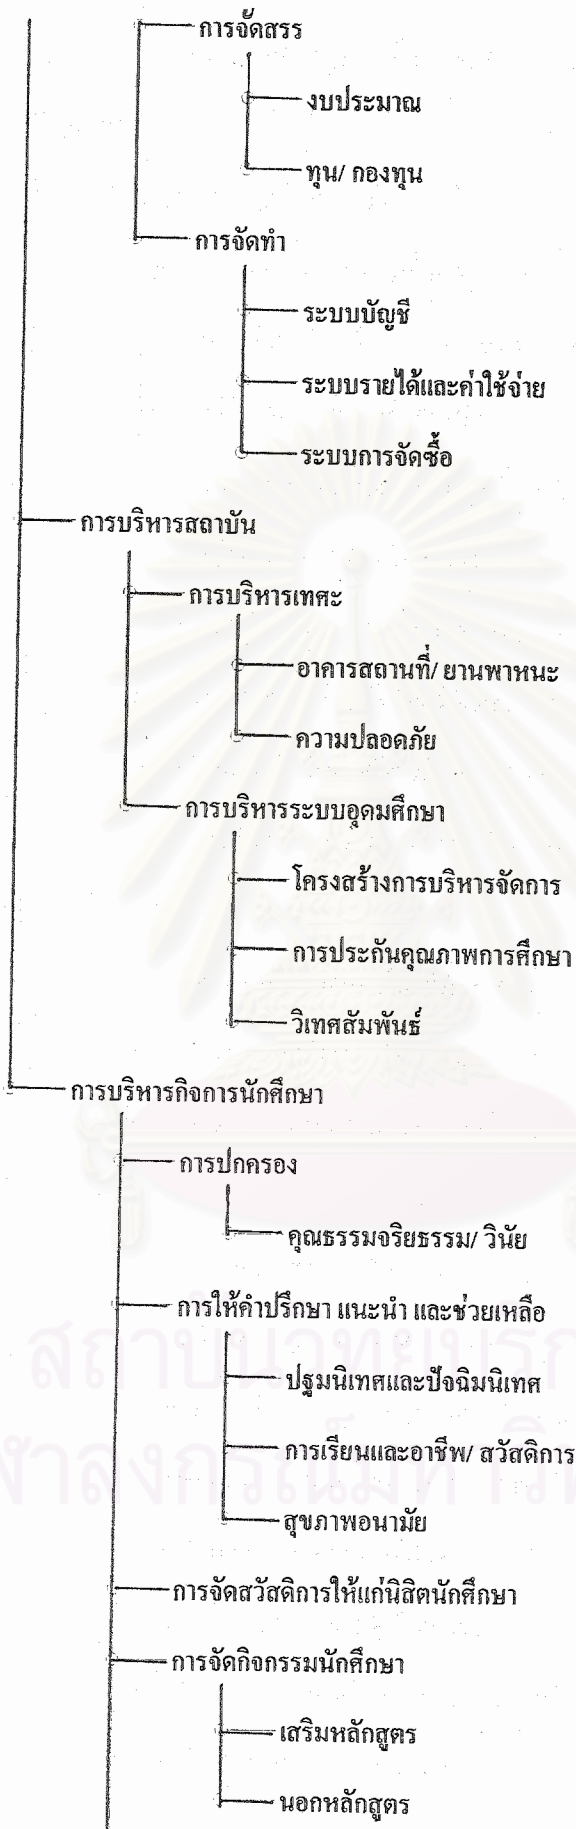 การจัดสรร
งบประมาณ
ทุน/ กองทุน
การจัดทำ
ระบบบัญชี
ระบบรายได้และค่าใช้จ่าย
ระบบการจัดซื้อ
การบริหารสถาบัน
การบริหารเทศะ
อาคารสถานที่/ ยานพาหนะ
ความปลอดภัย
การบริหารระบบอุดมศึกษา
โครงสร้างการบริหารจัดการ
การประกันคุณภาพการศึกษา
วิเทศสัมพันธ์
การบริหารกิจการนักศึกษา
การปกครอง
คุณธรรมจริยธรรม/ วินัย
การให้คำปรึกษา แนะนำ และช่วยเหลือ
ปฐมนิเทศและปัจฉิมนิเทศ
การเรียนและอาชีพ/ สวัสดิการ
สุขภาพอนามัย
การจัดสวัสดิการให้แก่นิสิตนักศึกษา
การจัดกิจกรรมนักศึกษา
เสริมหลักสูตร
นอกหลักสูตร